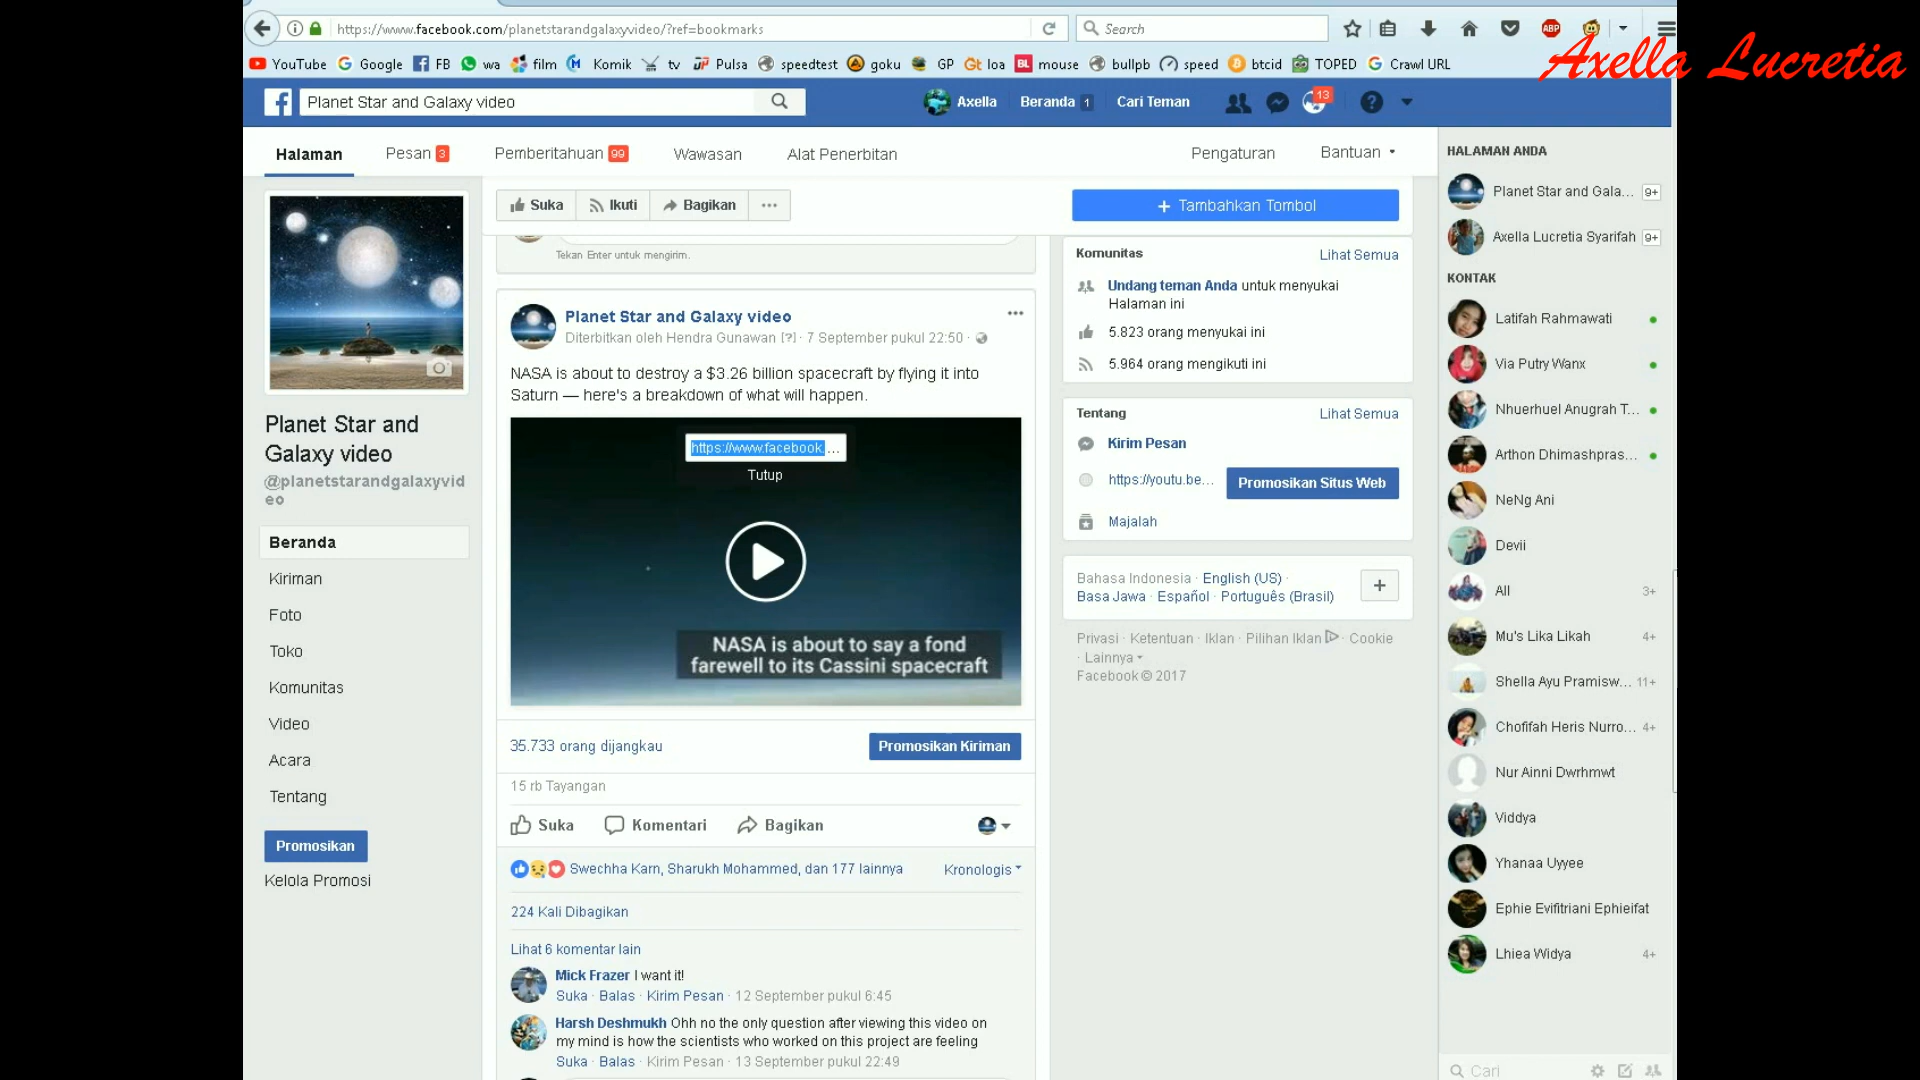 https://www.facebook.com/planetstarandgalaxyvideo/?ref=bookmarks
Search
ABP
YouTube
Google
FB
wa
film
Komik
tv
Pulsa
speedtest
goku
GP
Gt loa
BL mouse
bullpb
speed
btcid
TOPED
Crawl URL
Axella Lucretia
Planet Star and Galaxy video
Axella
Beranda 1
Cari Teman
13
Halaman
Pesan 3
Pemberitahuan 99
Wawasan
Alat Penerbitan
Pengaturan
Bantuan
Planet Star and
Galaxy video
@planetstarandgalaxyvid
eo
Beranda
Kiriman
Foto
Toko
Komunitas
Video
Acara
Tentang
Promosikan
Kelola Promosi
Suka
Ikuti
Bagikan
+ Tambahkan Tombol
Tekan Enter untuk mengirim.
Planet Star and Galaxy video
Diterbitkan oleh Hendra Gunawan [?] · 7 September pukul 22:50 ·
NASA is about to destroy a $3.26 billion spacecraft by flying it into
Saturn — here's a breakdown of what will happen.
https://www.facebook. ...
Tutup
NASA is about to say a fond
farewell to its Cassini spacecraft
35.733 orang dijangkau
Promosikan Kiriman
15 rb Tayangan
Suka
Komentari
Bagikan
Swechha Karn, Sharukh Mohammed, dan 177 lainnya
Kronologis
224 Kali Dibagikan
Lihat 6 komentar lain
Mick Frazer I want it!
Suka · Balas · Kirim Pesan · 12 September pukul 6:45
Harsh Deshmukh Ohh no the only question after viewing this video on
my mind is how the scientists who worked on this project are feeling
Suka · Balas · Kirim Pesan · 13 September pukul 22:49
Komunitas
Lihat Semua
Undang teman Anda untuk menyukai
Halaman ini
5.823 orang menyukai ini
5.964 orang mengikuti ini
Tentang
Lihat Semua
Kirim Pesan
https://youtu.be...
Promosikan Situs Web
Majalah
Bahasa Indonesia · English (US) ·
Basa Jawa · Español · Português (Brasil)
+
Privasi · Ketentuan · Iklan · Pilihan Iklan · Cookie
· Lainnya
Facebook © 2017
HALAMAN ANDA
Planet Star and Gala... 9+
Axella Lucretia Syarifah 9+
KONTAK
Latifah Rahmawati
Via Putry Wanx
Nhuerhuel Anugrah T...
Arthon Dhimashpras...
NeNg Ani
Devii
3+
Mu's Lika Likah 4+
Shella Ayu Pramisw... 11+
Chofifah Heris Nurro... 4+
Nur Ainni Dwrhmwt
Viddya
Yhanaa Uyyee
Ephie Evifitriani Ephieifat
Lhiea Widya 4+
Cari